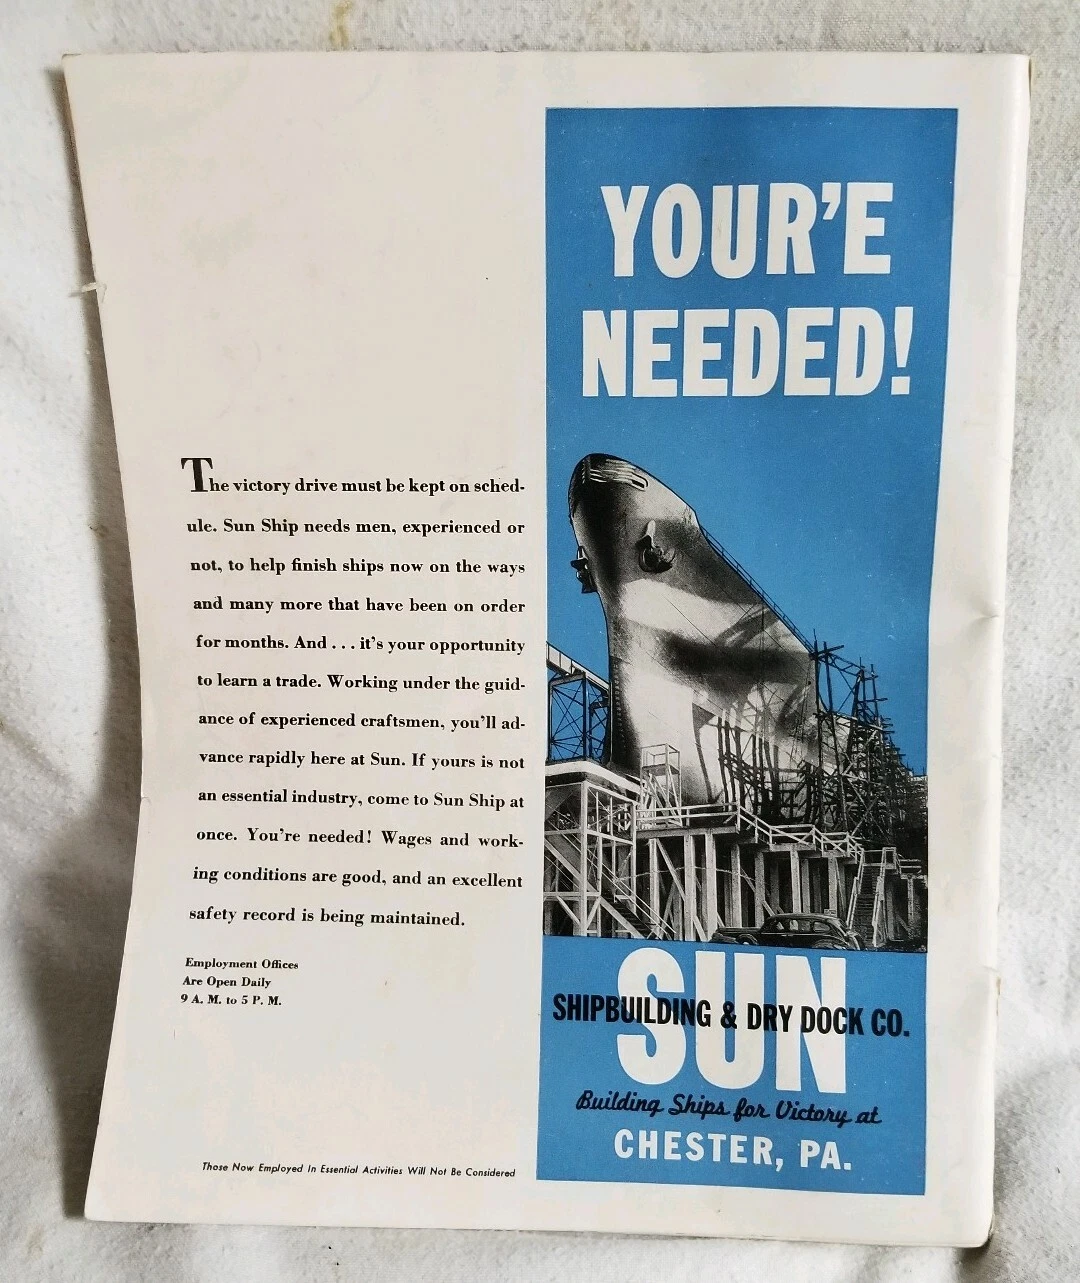 YOUR'E
NEEDED!
The victory drive must be kept on sched-
ule. Sun Ship needs men, experienced or
not, to help finish ships now on the ways
and many more that have been on order
for months. And . . . it's your opportunity
to learn a trade. Working under the guid-
ance of experienced craftsmen, you'll ad-
vance rapidly here at Sun. If yours is not
an essential industry, come to Sun Ship at
once. You're needed! Wages and work-
ing conditions are good, and an excellent
safety record is being maintained.
Employment Offices
Are Open Daily
9 A. M. to 5 P. M.
Those Now Employed In Essential Activities Will Not Be Considered
SUN
SHIPBUILDING & DRY DOCK CO.
Building Ships for Victory at
CHESTER, PA.